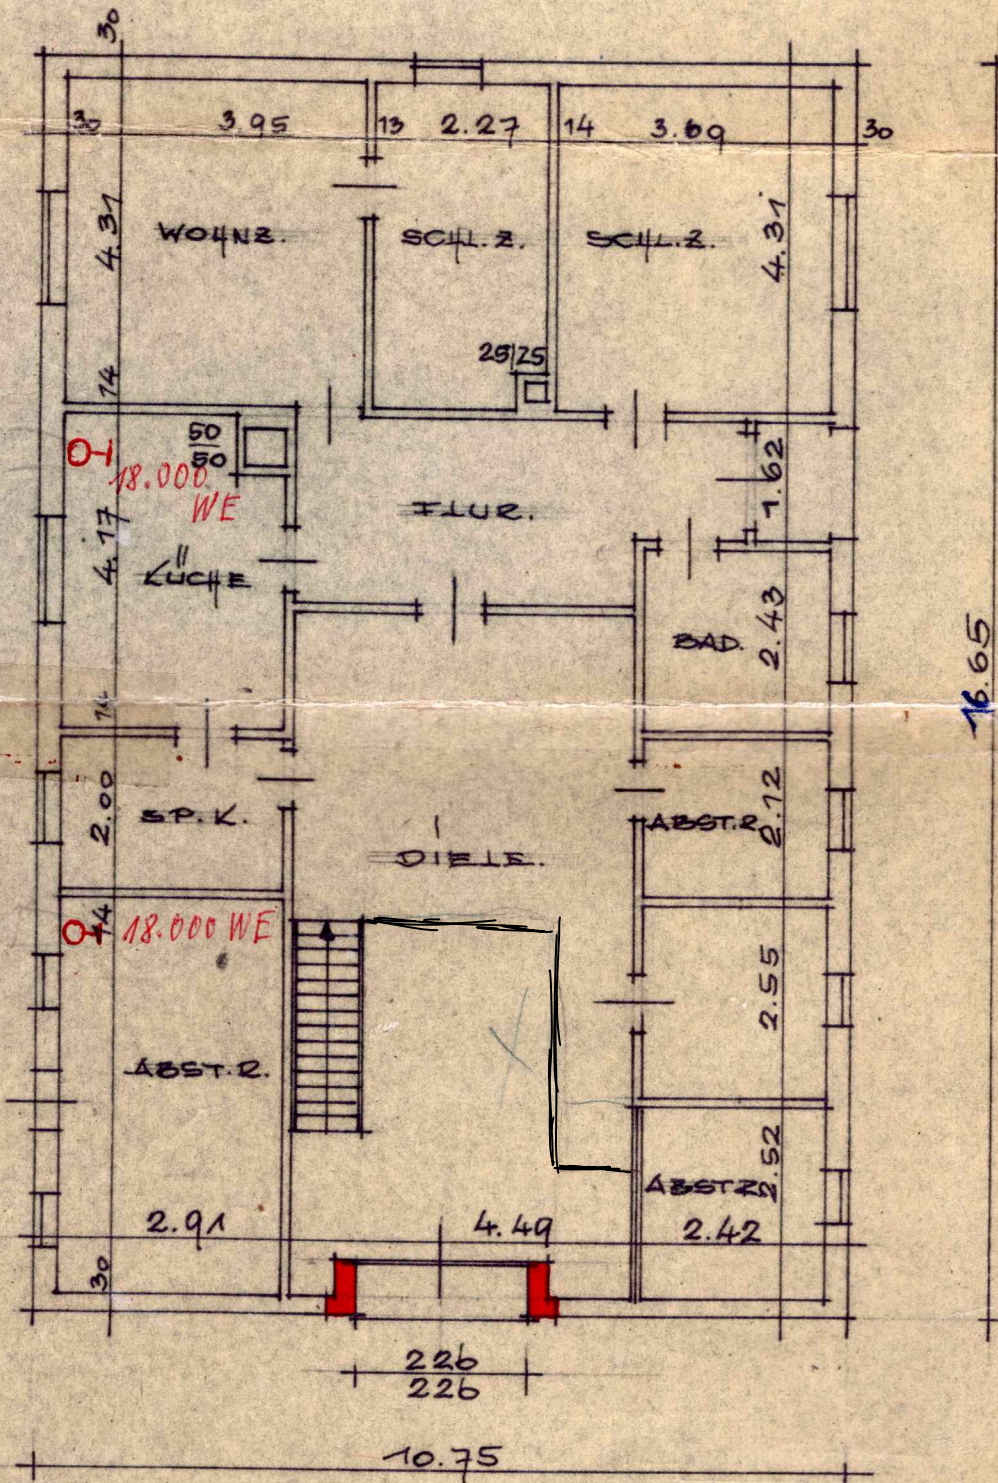 30
30 3.95 13 2.27 14 3.69 30
4.31
WOHNZ.
SCHL.Z.
SCHL.Z.
4.31
25/25
14
50
50
18.000
WE
4.17
KÜCHE
FLUR.
1.62
BAD.
2.43
16.65
14
2.00
SP.K.
DIELE.
ABST.R.
2.12
14
18.000 WE
2.55
ABST.R.
ABSTR.
2.52
2.91
4.49
2.42
30
226
226
10.75